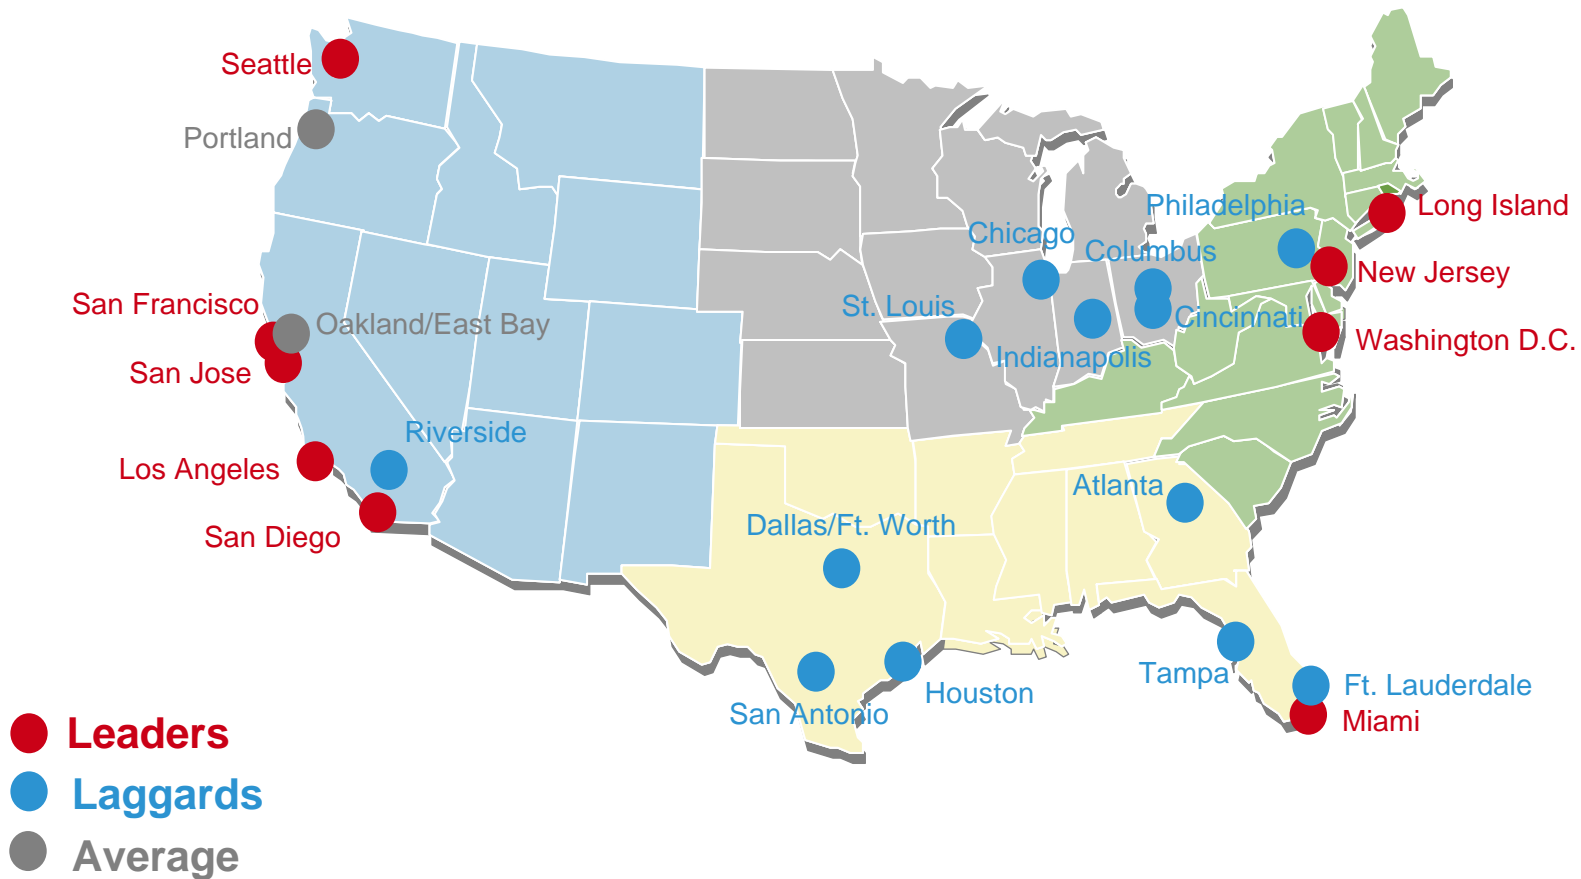 Seattle
Portland
San Francisco
Oakland/East Bay
San Jose
Riverside
Los Angeles
San Diego
Philadelphia
Long Island
Chicago
Columbus
New Jersey
St. Louis
Cincinnati
Indianapolis
Washington D.C.
Atlanta
Dallas/Ft. Worth
Tampa
Ft. Lauderdale
Houston
San Antonio
Miami
Leaders
Laggards
Average